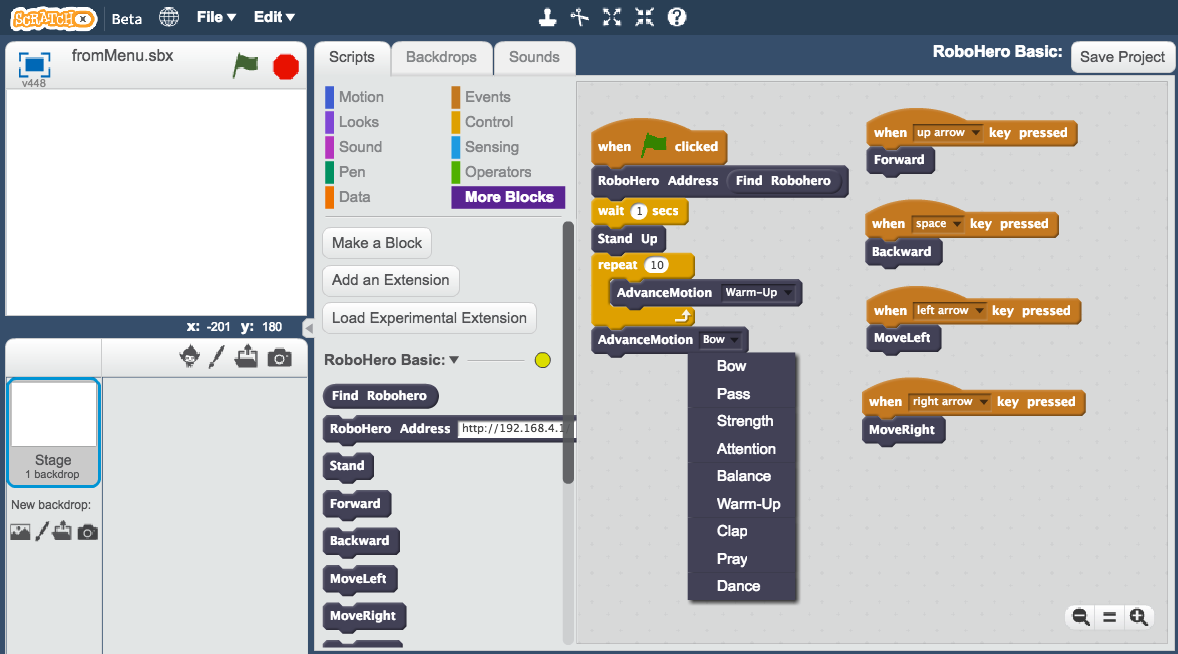 SCRATCH X Beta File Edit
fromMenu.sbx
v448
x: -201 y: 180
Stage
1 backdrop
New backdrop:
Scripts Backdrops Sounds
RoboHero Basic: Save Project
Motion Events
Looks Control
Sound Sensing
Pen Operators
Data More Blocks
Make a Block
Add an Extension
Load Experimental Extension
RoboHero Basic:
Find Robohero
RoboHero Address http://192.168.4.1/
Stand
Forward
Backward
MoveLeft
MoveRight
when clicked
RoboHero Address Find Robohero
wait 1 secs
Stand Up
repeat 10
AdvanceMotion Warm-Up
AdvanceMotion Bow
Bow
Pass
Strength
Attention
Balance
Warm-Up
Clap
Pray
Dance
when up arrow key pressed
Forward
when space key pressed
Backward
when left arrow key pressed
MoveLeft
when right arrow key pressed
MoveRight